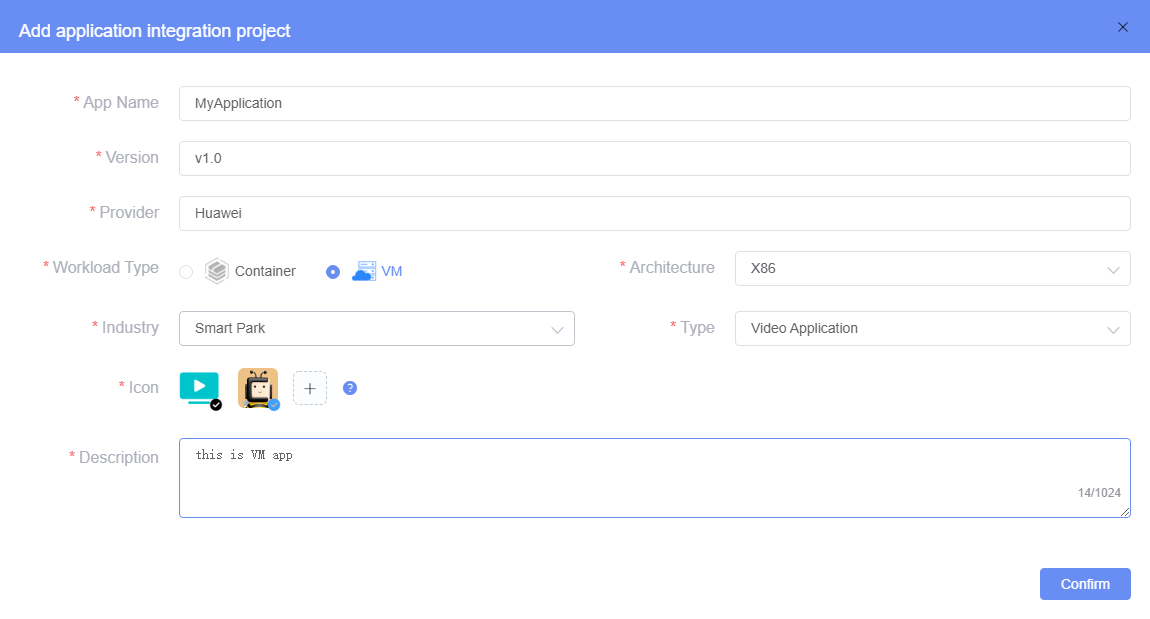 Add application integration project
* App Name MyApplication
* Version v1.0
* Provider Huawei
* Workload Type Container VM * Architecture X86
* Industry Smart Park * Type Video Application
* Icon + ?
* Description this is VM app
14/1024
Confirm